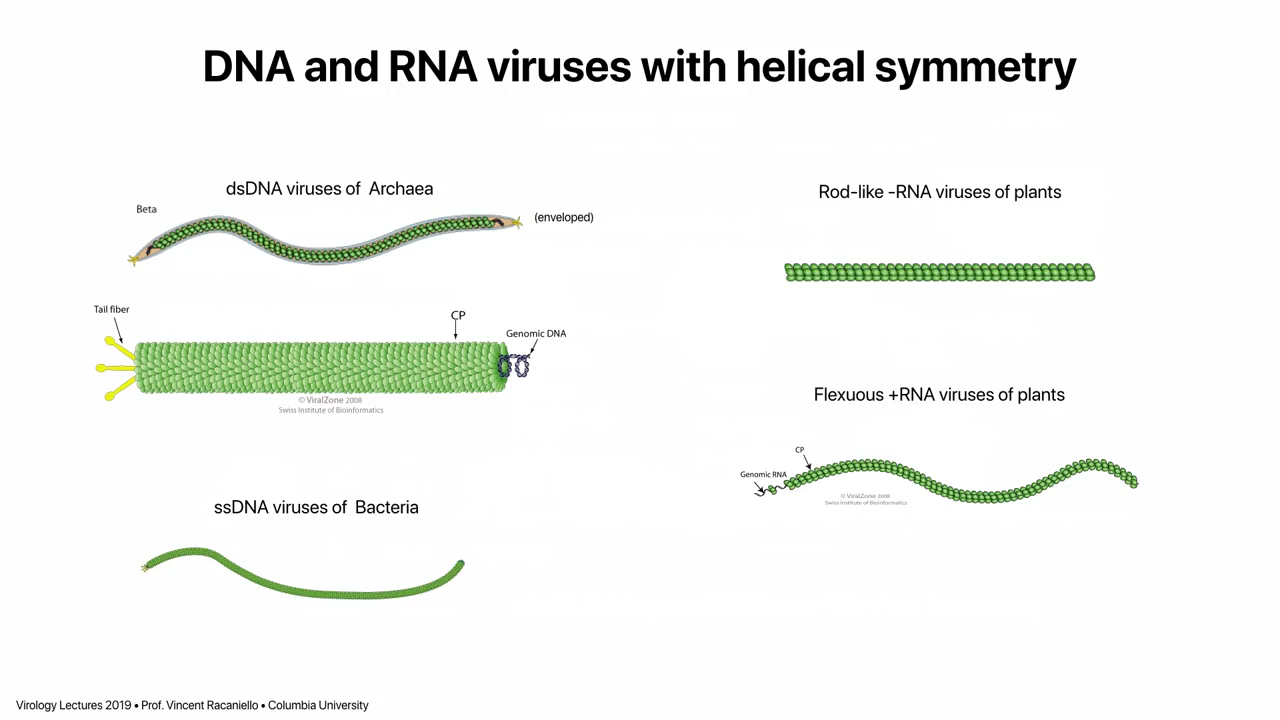 DNA and RNA viruses with helical symmetry
dsDNA viruses of  Archaea
Beta
(enveloped)
Tail fiber
CP
Genomic DNA
© ViralZone 2008
Swiss Institute of Bioinformatics
ssDNA viruses of  Bacteria
Rod-like -RNA viruses of plants
Flexuous +RNA viruses of plants
CP
Genomic RNA
© ViralZone 2008
Swiss Institute of Bioinformatics
Virology Lectures 2019 • Prof. Vincent Racaniello • Columbia University